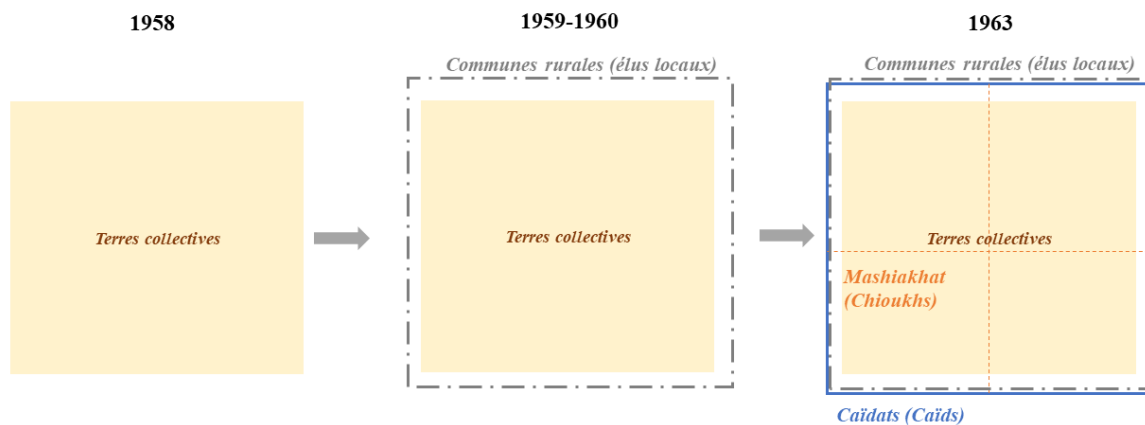 1958
1959-1960
1963
Communes rurales (élus locaux)
Communes rurales (élus locaux)
Terres collectives
Terres collectives
Terres collectives
Mashiakhat
(Chioukhs)
Caïdats (Caïds)